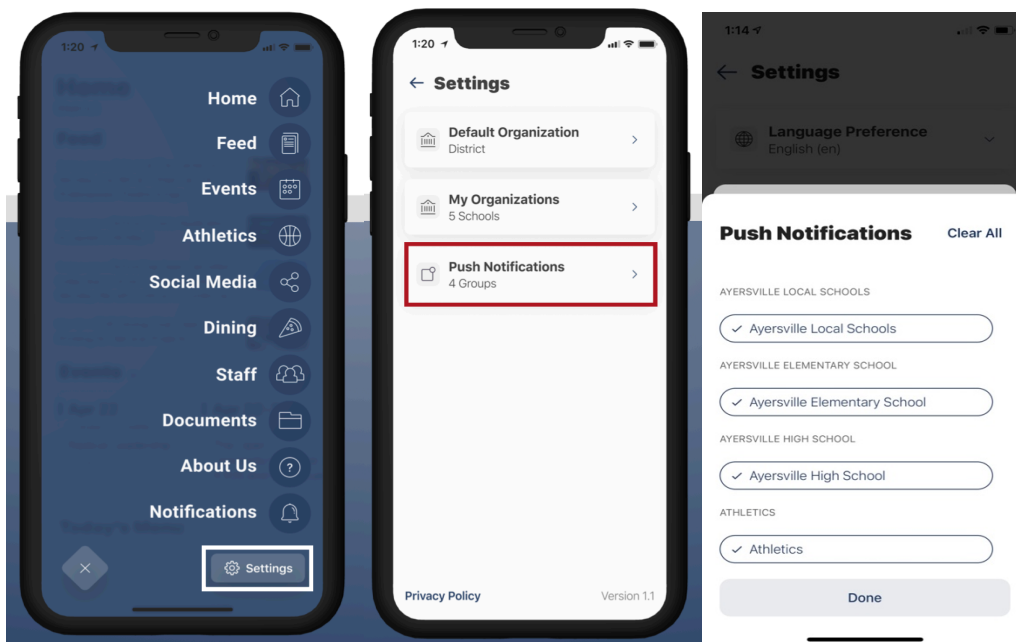 1:20
Home
Feed
Events
Athletics
Social Media
Dining
Staff
Documents
About Us
Notifications
Settings
1:20
Settings
Default Organization
District
My Organizations
5 Schools
Push Notifications
4 Groups
Privacy Policy
Version 1.1
1:14
Settings
Language Preference
English (en)
Push Notifications
Clear All
AYERSVILLE LOCAL SCHOOLS
Ayersville Local Schools
AYERSVILLE ELEMENTARY SCHOOL
Ayersville Elementary School
AYERSVILLE HIGH SCHOOL
Ayersville High School
ATHLETICS
Athletics
Done